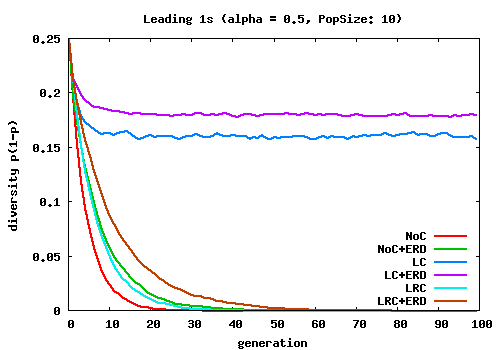 Leading 1s (alpha = 0.5, PopSize: 10)
0.25
0.2
0.15
0.1
0.05
0
diversity p(1-p)
NoC
NoC+ERD
LC
LC+ERD
LRC
LRC+ERD
0 10 20 30 40 50 60 70 80 90 100
generation